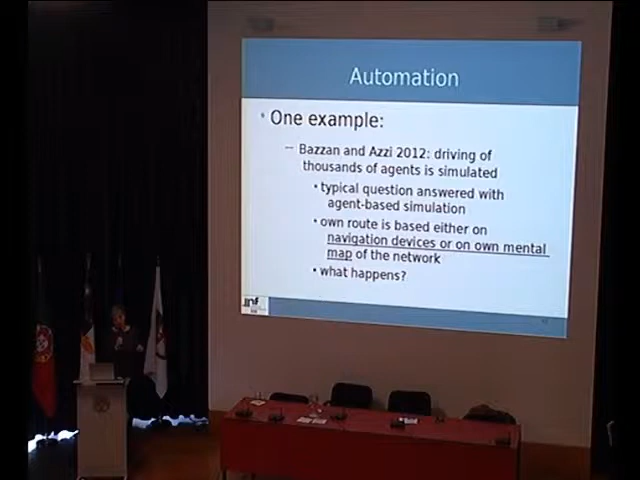 Automation
• One example:
– Bazzan and Azzi 2012: driving of
thousands of agents is simulated
• typical question answered with
agent-based simulation
• own route is based either on
navigation devices or on own mental
map of the network
• what happens?
inf